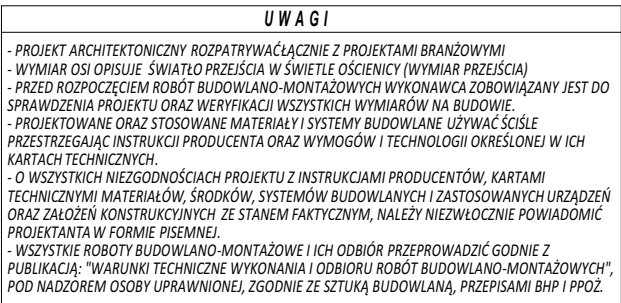 U W A G I
- PROJEKT ARCHITEKTONICZNY ROZPATRYWAĆŁĄCZNIE Z PROJEKTAMI BRANŻOWYMI
- WYMIAR OSI OPISUJE ŚWIATŁO PRZEJŚCIA W ŚWIETLE OŚCIENICY (WYMIAR PRZEJŚCIA)
- PRZED ROZPOCZĘCIEM ROBÓT BUDOWLANO-MONTAŻOWYCH WYKONAWCA ZOBOWIĄZANY JEST DO
SPRAWDZENIA PROJEKTU ORAZ WERYFIKACJI WSZYSTKICH WYMIARÓW NA BUDOWIE.
- PROJEKTOWANE ORAZ STOSOWANE MATERIAŁY I SYSTEMY BUDOWLANE UŻYWAĆ ŚCIŚLE
PRZESTRZEGAJĄC INSTRUKCJI PRODUCENTA ORAZ WYMOGÓW I TECHNOLOGII OKREŚLONEJ W ICH
KARTACH TECHNICZNYCH.
- O WSZYSTKICH NIEZGODNOŚCIACH PROJEKTU Z INSTRUKCJAMI PRODUCENTÓW, KARTAMI
TECHNICZNYMI MATERIAŁÓW, ŚRODKÓW, SYSTEMÓW BUDOWLANYCH I ZASTOSOWANYCH URZĄDZEŃ
ORAZ ZAŁOŻEŃ KONSTRUKCYJNYCH ZE STANEM FAKTYCZNYM, NALEŻY NIEZWŁOCZNIE POWIADOMIĆ
PROJEKTANTA W FORMIE PISEMNEJ.
- WSZYSTKIE ROBOTY BUDOWLANO-MONTAŻOWE I ICH ODBIÓR PRZEPROWADZIĆ GODNIE Z
PUBLIKACJĄ: "WARUNKI TECHNICZNE WYKONANIA I ODBIORU ROBÓT BUDOWLANO-MONTAŻOWYCH",
POD NADZOREM OSOBY UPRAWNIONEJ, ZGODNIE ZE SZTUKĄ BUDOWLANĄ, PRZEPISAMI BHP I PPOŻ.